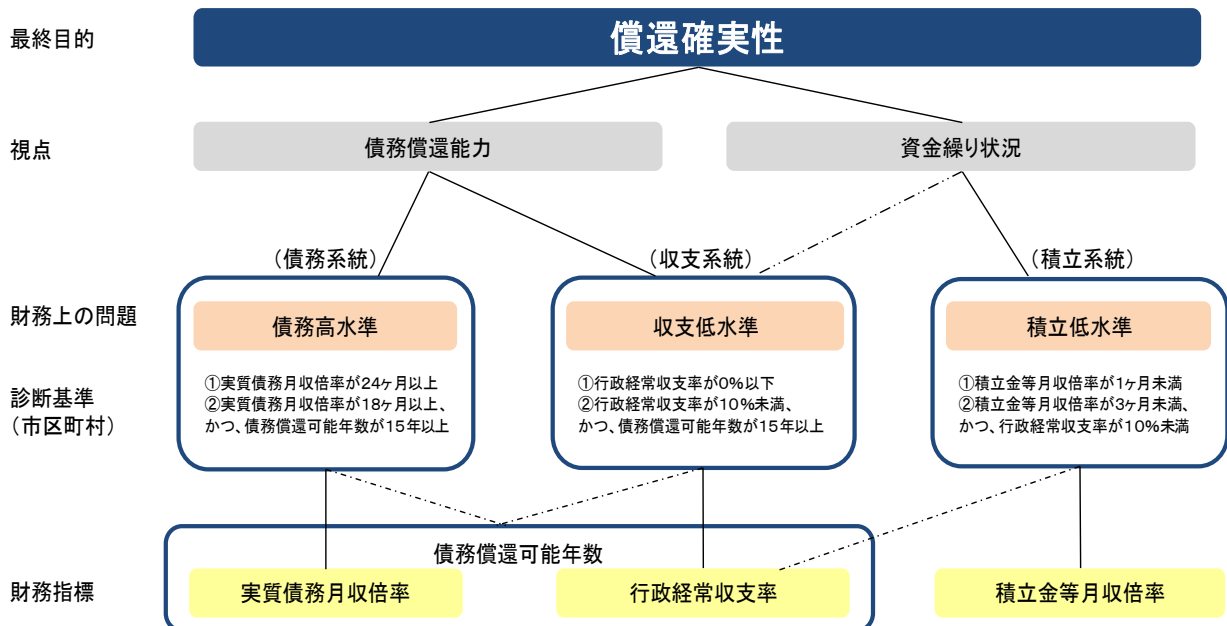 最終目的
償還確実性
視点
債務償還能力
資金繰り状況
（債務系統）
（収支系統）
（積立系統）
財務上の問題
債務高水準
収支低水準
積立低水準
診断基準
（市区町村）
①実質債務月収倍率が24ヶ月以上
②実質債務月収倍率が18ヶ月以上、
かつ、債務償還可能年数が15年以上
①行政経常収支率が0%以下
②行政経常収支率が10%未満、
かつ、債務償還可能年数が15年以上
①積立金等月収倍率が1ヶ月未満
②積立金等月収倍率が3ヶ月未満、
かつ、行政経常収支率が10%未満
債務償還可能年数
財務指標
実質債務月収倍率
行政経常収支率
積立金等月収倍率